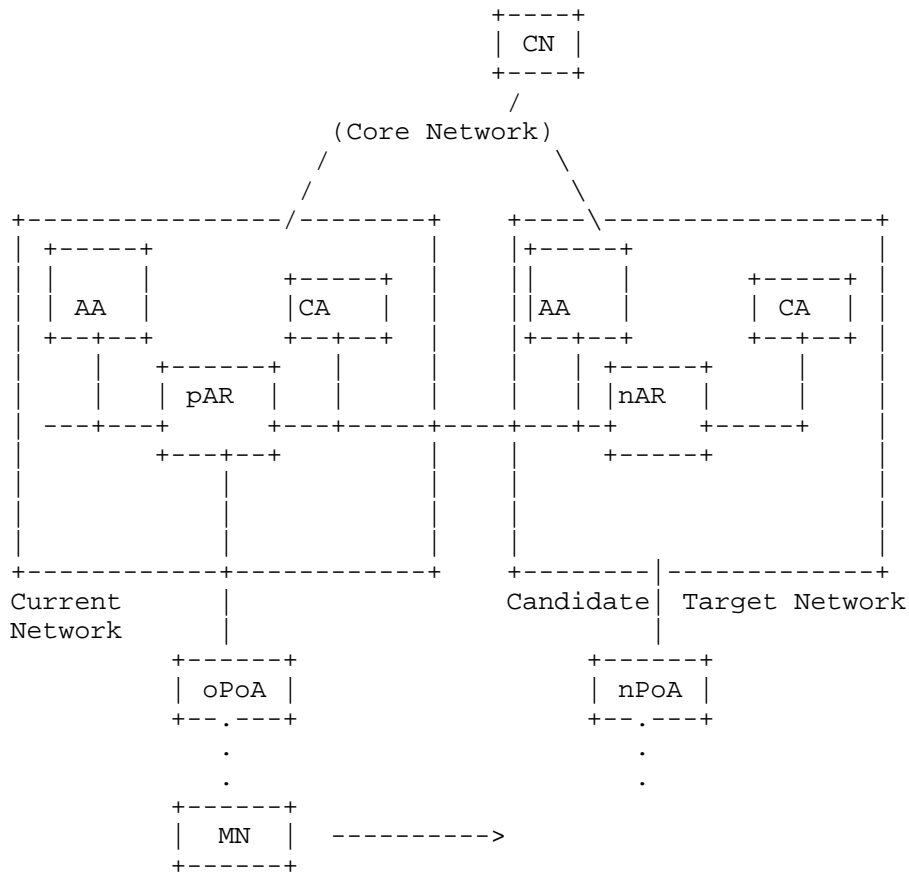 CN
(Core Network)
AA CA AA CA
pAR nAR
Current Candidate Target Network
Network
oPoA nPoA
MN